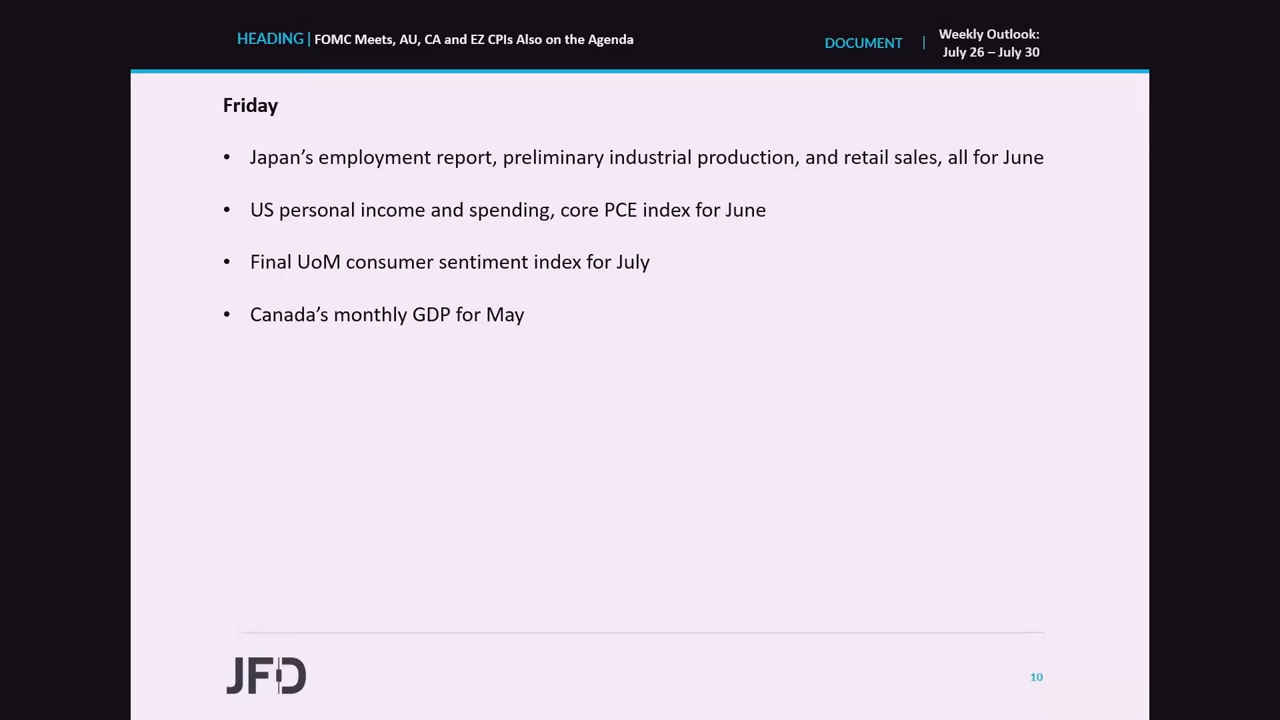 HEADING | FOMC Meets, AU, CA and EZ CPIs Also on the Agenda
DOCUMENT | Weekly Outlook:
July 26 – July 30
Friday
• Japan’s employment report, preliminary industrial production, and retail sales, all for June
• US personal income and spending, core PCE index for June
• Final UoM consumer sentiment index for July
• Canada’s monthly GDP for May
JFD
10